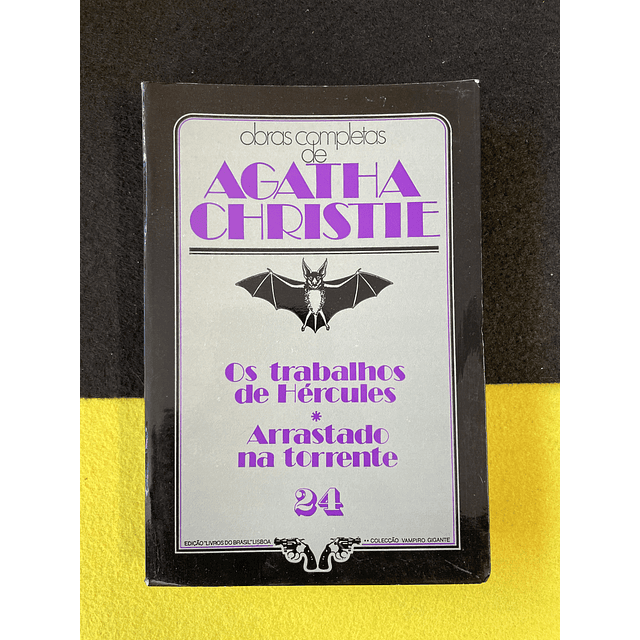 obras completas
de
AGATHA
CHRISTIE
Os trabalhos
de Hércules
*
Arrastado
na torrente
24
EDIÇÃO "LIVROS DO BRASIL" LISBOA
** COLECÇÃO VAMPIRO GIGANTE